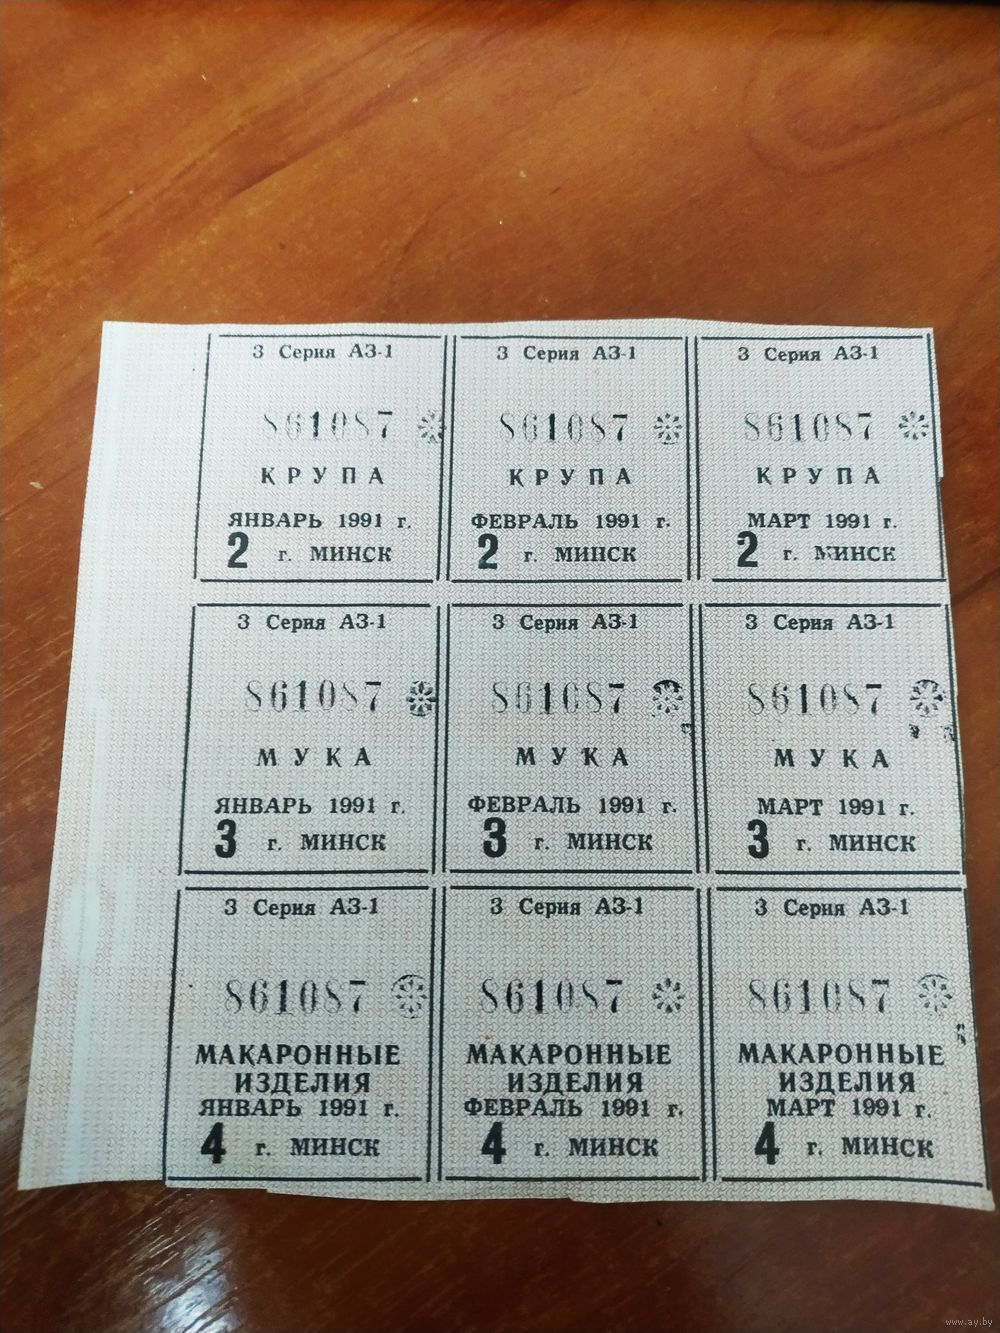 3 Серия АЗ-1
861087
КРУПА
ЯНВАРЬ 1991 г.
2 г. МИНСК
3 Серия АЗ-1
861087
КРУПА
ФЕВРАЛЬ 1991 г.
2 г. МИНСК
3 Серия АЗ-1
861087
КРУПА
МАРТ 1991 г.
2 г. МИНСК
3 Серия АЗ-1
861087
МУКА
ЯНВАРЬ 1991 г.
3 г. МИНСК
3 Серия АЗ-1
861087
МУКА
ФЕВРАЛЬ 1991 г.
3 г. МИНСК
3 Серия АЗ-1
861087
МУКА
МАРТ 1991 г.
3 г. МИНСК
3 Серия АЗ-1
861087
МАКАРОННЫЕ
ИЗДЕЛИЯ
ЯНВАРЬ 1991 г.
4 г. МИНСК
3 Серия АЗ-1
861087
МАКАРОННЫЕ
ИЗДЕЛИЯ
ФЕВРАЛЬ 1991 г.
4 г. МИНСК
3 Серия АЗ-1
861087
МАКАРОННЫЕ
ИЗДЕЛИЯ
МАРТ 1991 г.
4 г. МИНСК
www.ay.by